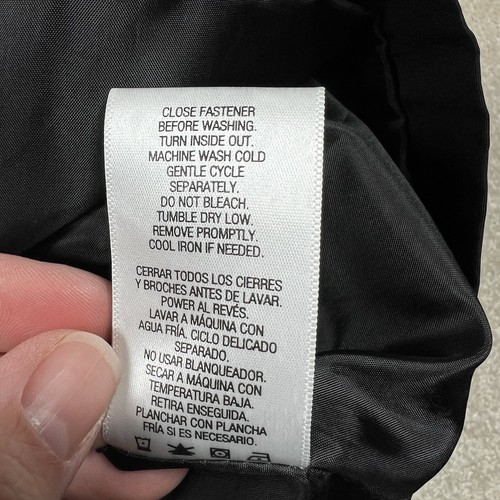 CLOSE FASTENER
BEFORE WASHING.
TURN INSIDE OUT.
MACHINE WASH COLD
GENTLE CYCLE
SEPARATELY.
DO NOT BLEACH.
TUMBLE DRY LOW.
REMOVE PROMPTLY.
COOL IRON IF NEEDED.
CERRAR TODOS LOS CIERRES
Y BROCHES ANTES DE LAVAR.
POWER AL REVÉS.
LAVAR A MÁQUINA CON
AGUA FRÍA, CICLO DELICADO
SEPARADO.
NO USAR BLANQUEADOR.
SECAR A MÁQUINA CON
TEMPERATURA BAJA.
RETIRA ENSEGUIDA.
PLANCHAR CON PLANCHA
FRÍA SI ES NECESARIO.